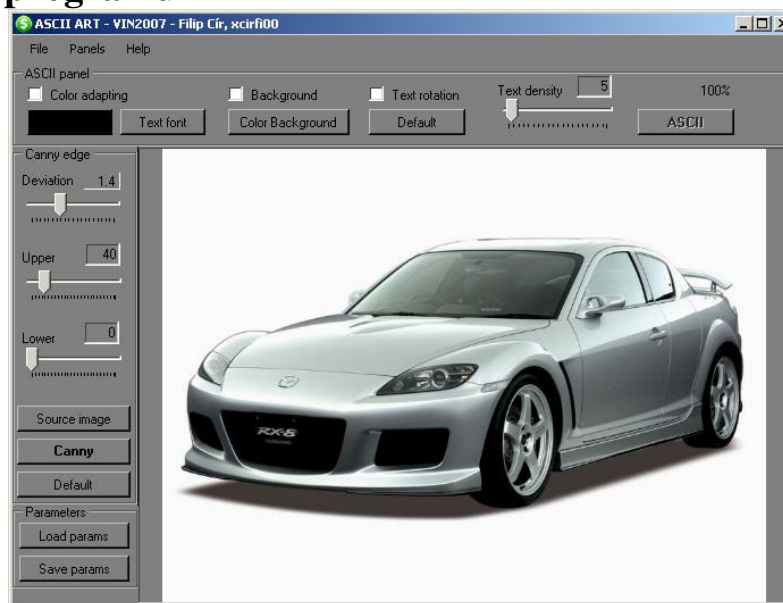 ASCII ART - VIN2007 - Filip Cír, xcirfi00
File Panels Help
ASCII panel
Color adapting Background Text rotation Text density 5 100%
Text font Color Background Default ASCII
Canny edge
Deviation 1.4
Upper 40
Lower 0
Source image
Canny
Default
Parameters
Load params
Save params
RX-8